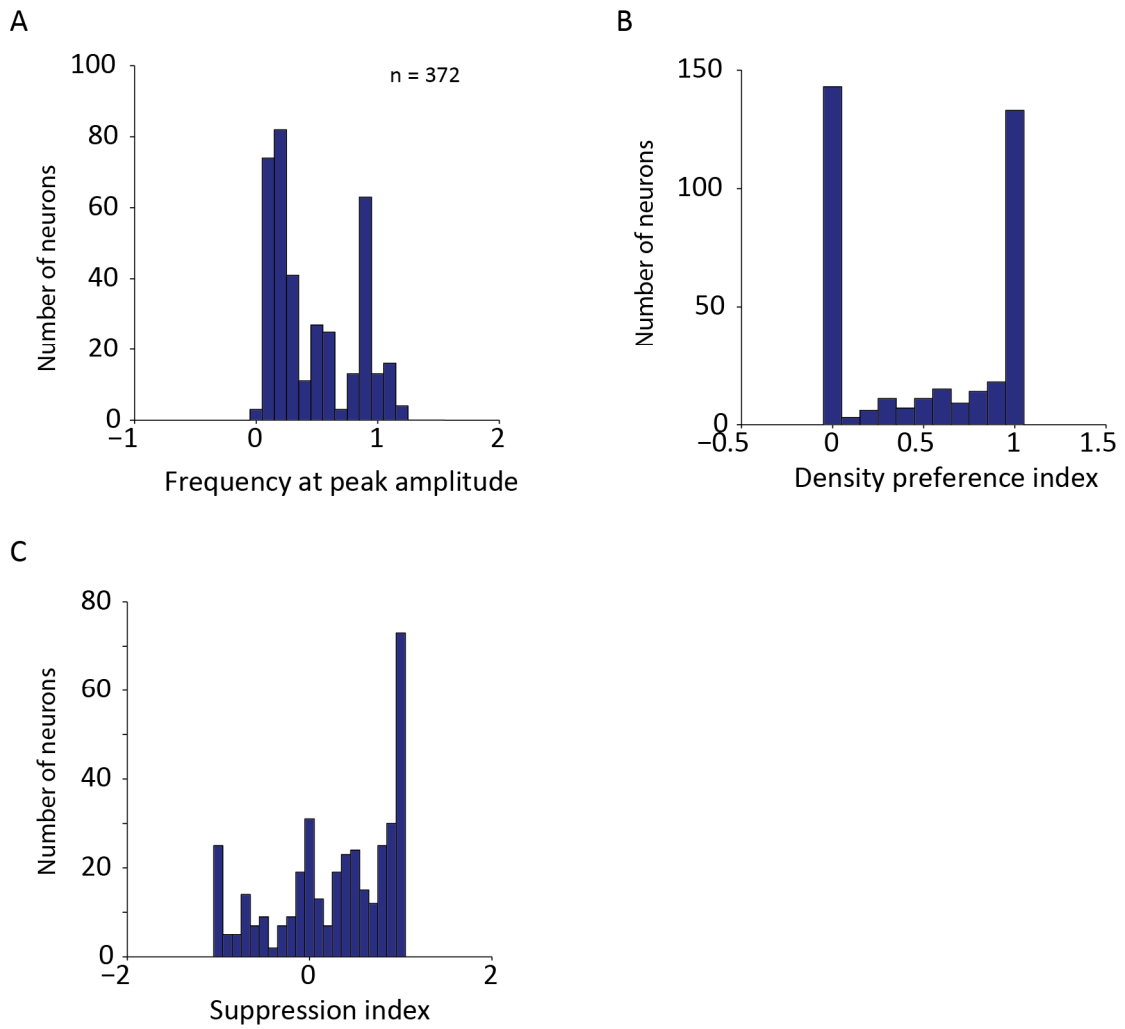 A
100
80
60
40
20
0
Number of neurons
n = 372
−1
0
1
2
Frequency at peak amplitude
B
150
100
50
0
Number of neurons
−0.5
0
0.5
1
1.5
Density preference index
C
80
60
40
20
0
Number of neurons
−2
0
2
Suppression index